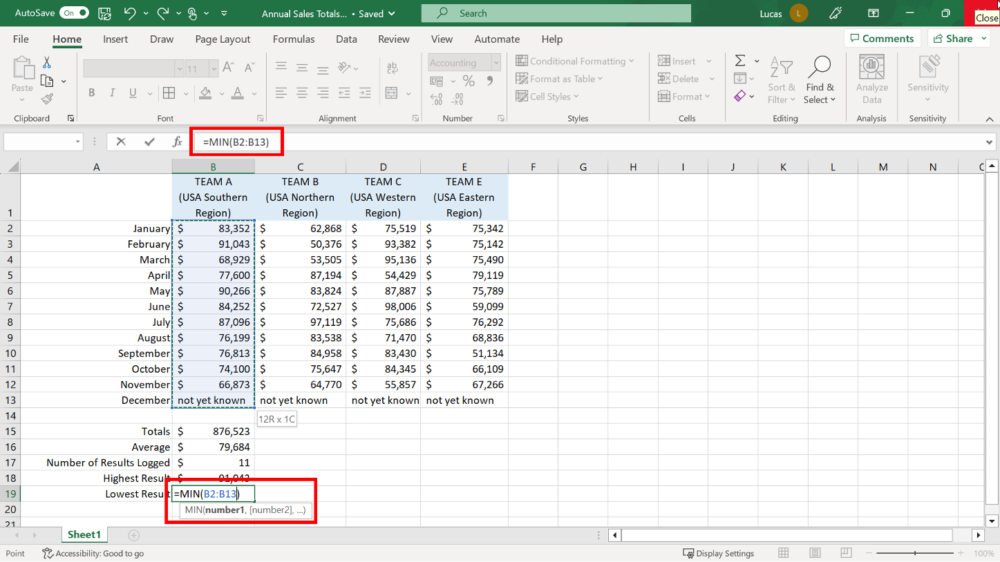 AutoSave On Annual Sales Totals... • Saved Search Lucas L
Close
File Home Insert Draw Page Layout Formulas Data Review View Automate Help Comments Share
Paste 11 A A ab Accounting Conditional Formatting Insert Σ A Z Sort & Filter Find & Select Analyze Data Sensitivity
B I U A $ % 9 Format as Table Delete
.00 .00 Cell Styles Format
Clipboard Font Alignment Number Styles Cells Editing Analysis Sensitivity
fx =MIN(B2:B13)
A B C D E F G H I J K L M N
1 TEAM A (USA Southern Region) TEAM B (USA Northern Region) TEAM C (USA Western Region) TEAM E (USA Eastern Region)
2 January $ 83,352 $ 62,868 $ 75,519 $ 75,342
3 February $ 91,043 $ 50,376 $ 93,382 $ 75,142
4 March $ 68,929 $ 53,505 $ 95,136 $ 75,490
5 April $ 77,600 $ 87,194 $ 54,429 $ 79,119
6 May $ 90,266 $ 83,824 $ 87,887 $ 75,789
7 June $ 84,252 $ 72,527 $ 98,006 $ 59,099
8 July $ 87,096 $ 97,119 $ 75,686 $ 76,292
9 August $ 76,199 $ 83,538 $ 71,470 $ 68,836
10 September $ 76,813 $ 84,958 $ 83,430 $ 51,134
11 October $ 74,100 $ 75,647 $ 84,345 $ 66,109
12 November $ 66,873 $ 64,770 $ 55,857 $ 67,266
13 December not yet known not yet known not yet known not yet known
14 12R x 1C
15 Totals $ 876,523
16 Average $ 79,684
17 Number of Results Logged $ 11
18 Highest Result $ 91,043
19 Lowest Result =MIN(B2:B13)
20 MIN(number1, [number2], ...)
21
Sheet1
Point Accessibility: Good to go Display Settings 100%